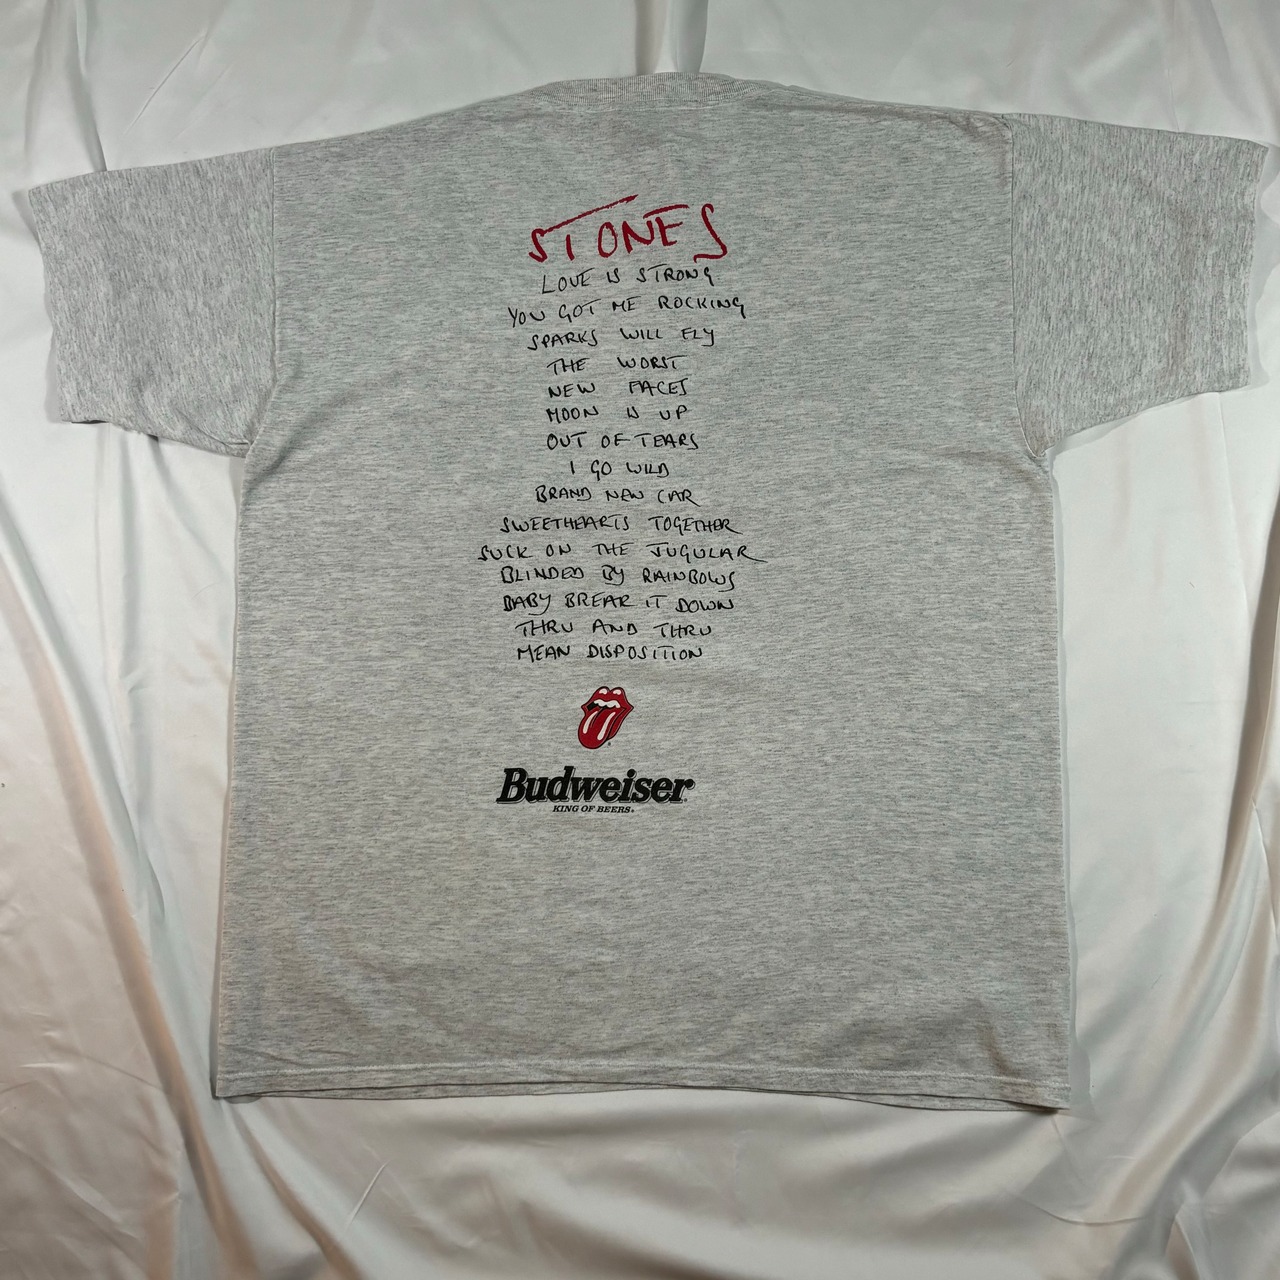 STONES
LOVE IS STRONG
YOU GOT ME ROCKING
SPARKS WILL FLY
THE WORST
NEW FACES
MOON IS UP
OUT OF TEARS
I GO WILD
BRAND NEW CAR
SWEETHEARTS TOGETHER
SUCK ON THE JUGULAR
BLINDED BY RAINBOWS
BABY BREAK IT DOWN
THRU AND THRU
MEAN DISPOSITION
Budweiser®
KING OF BEERS®